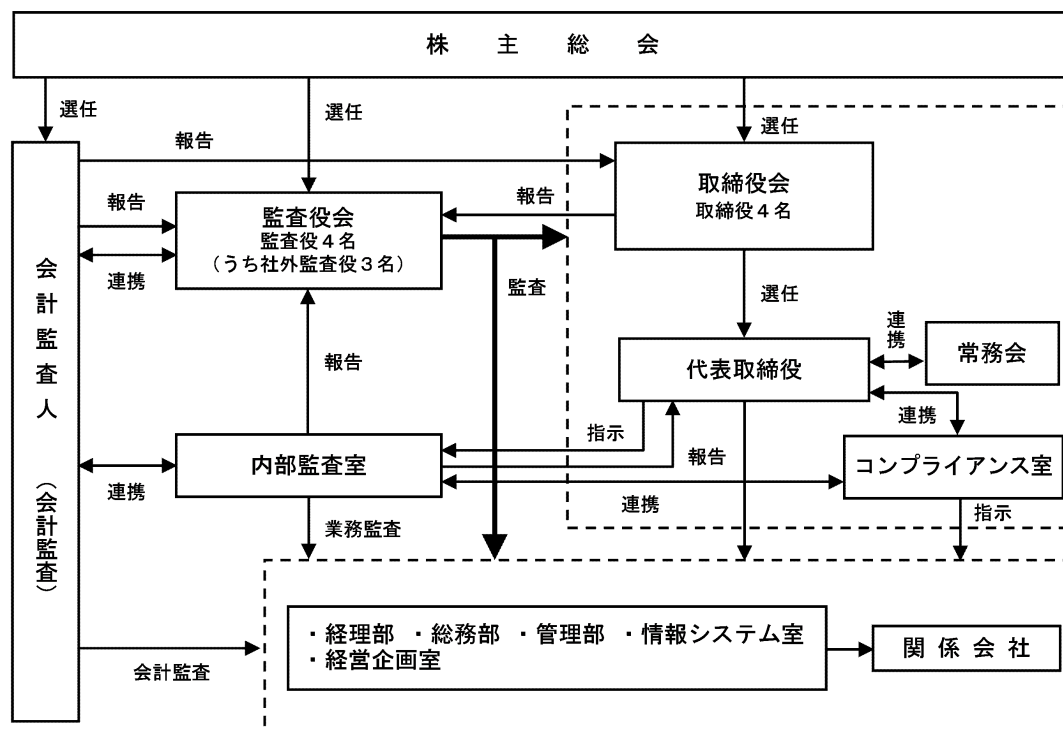 株主総会
選任
選任
選任
報告
取締役会
取締役4名
報告
報告
監査役会
監査役4名
(うち社外監査役3名)
連携
監査
選任
会計監査人
(会計監査)
代表取締役
連携
常務会
報告
連携
指示
内部監査室
報告
コンプライアンス室
連携
連携
業務監査
指示
・経理部 ・総務部 ・管理部 ・情報システム室
・経営企画室
関係会社
会計監査